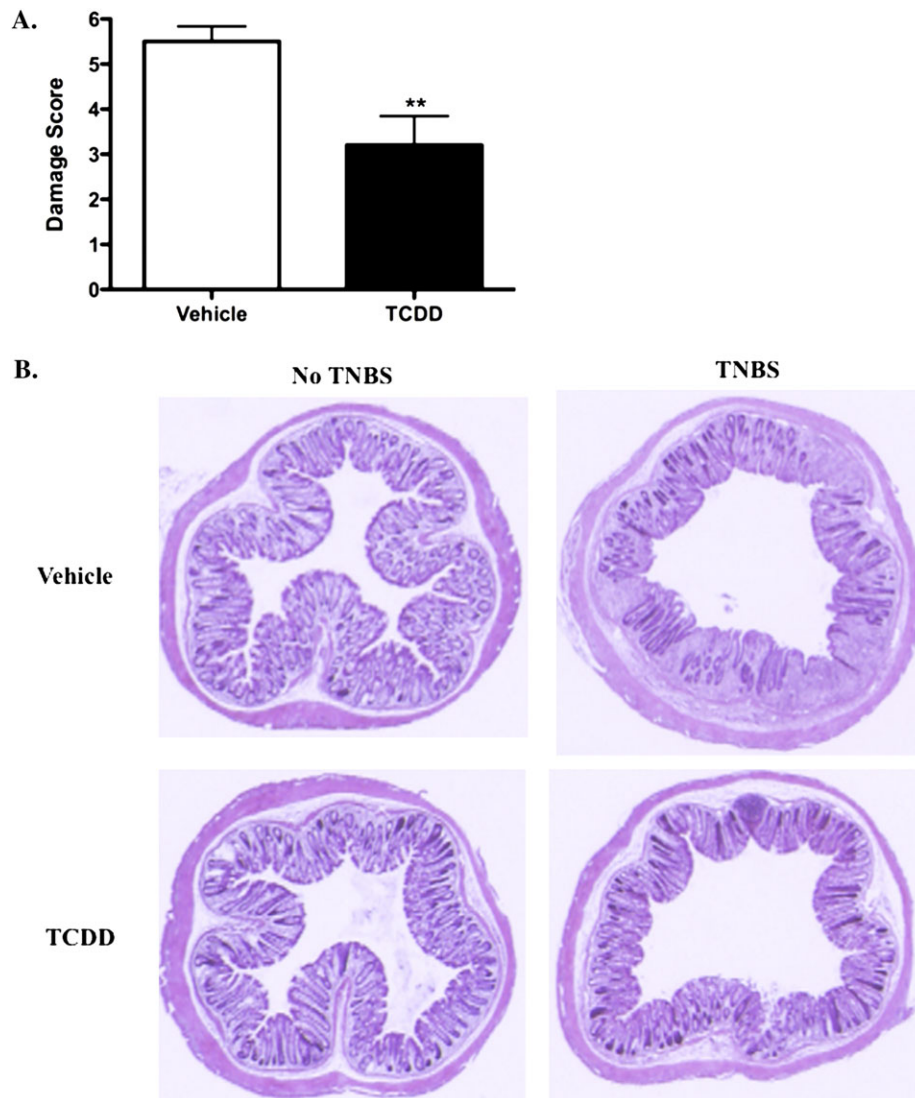 A.
Damage Score
6
5
4
3
2
1
0
**
Vehicle TCDD
B.
No TNBS TNBS
Vehicle
TCDD